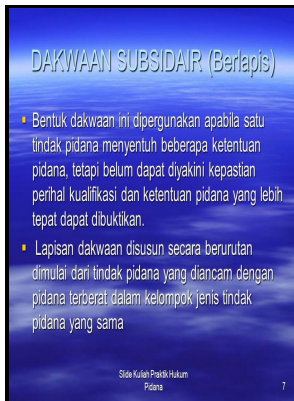 DAKWAAN SUBSIDAIR (Berlapis)
Bentuk dakwaan ini dipergunakan apabila satu
tindak pidana menyentuh beberapa ketentuan
pidana, tetapi belum dapat diyakini kepastian
perihal kualifikasi dan ketentuan pidana yang lebih
tepat dapat dibuktikan.
Lapisan dakwaan disusun secara berurutan
dimulai dari tindak pidana yang diancam dengan
pidana terberat dalam kelompok jenis tindak
pidana yang sama
Slide Kuliah Praktik Hukum
Pidana
7